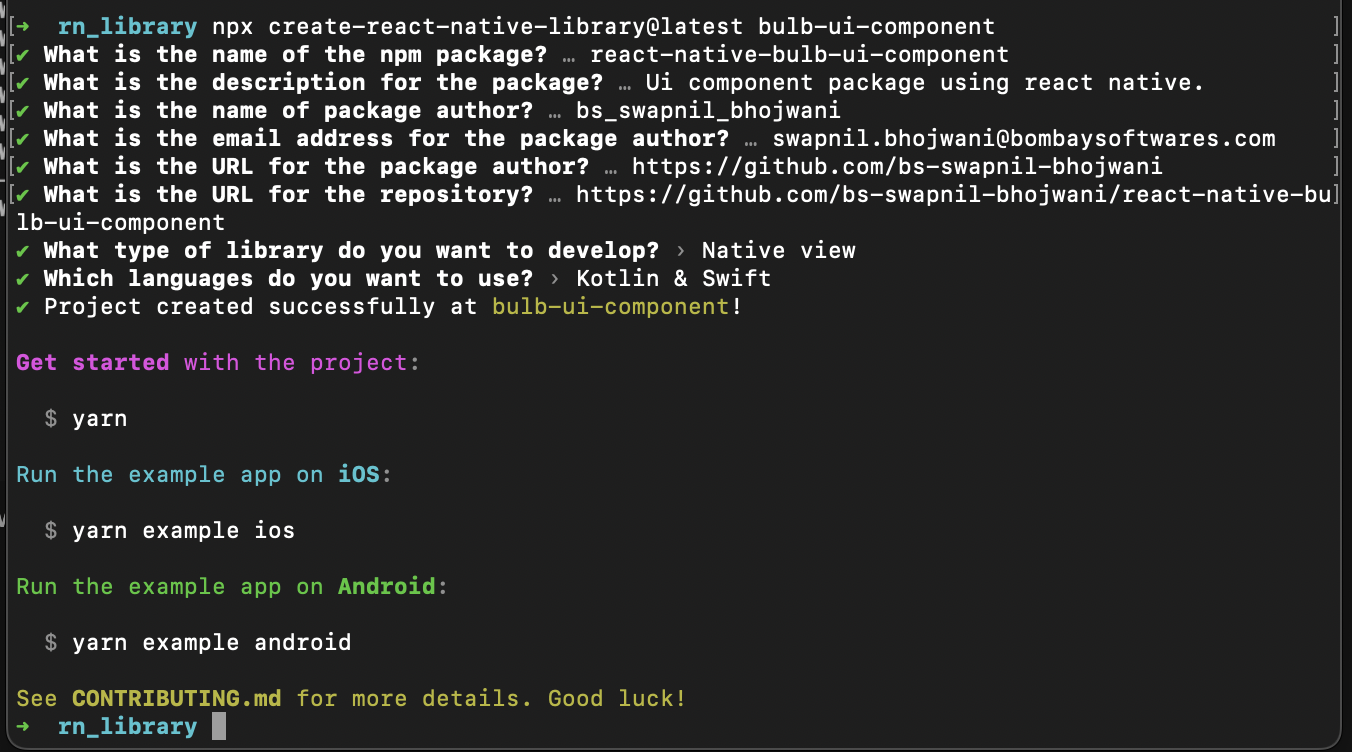 [➜  rn_library npx create-react-native-library@latest bulb-ui-component ]
[✔ What is the name of the npm package? … react-native-bulb-ui-component ]
[✔ What is the description for the package? … Ui component package using react native. ]
[✔ What is the name of package author? … bs_swapnil_bhojwani ]
[✔ What is the email address for the package author? … swapnil.bhojwani@bombaysoftwares.com ]
[✔ What is the URL for the package author? … https://github.com/bs-swapnil-bhojwani ]
[✔ What is the URL for the repository? … https://github.com/bs-swapnil-bhojwani/react-native-bu]
lb-ui-component
✔ What type of library do you want to develop? › Native view
✔ Which languages do you want to use? › Kotlin & Swift
✔ Project created successfully at bulb-ui-component!
Get started with the project:
$ yarn
Run the example app on iOS:
$ yarn example ios
Run the example app on Android:
$ yarn example android
See CONTRIBUTING.md for more details. Good luck!
➜  rn_library